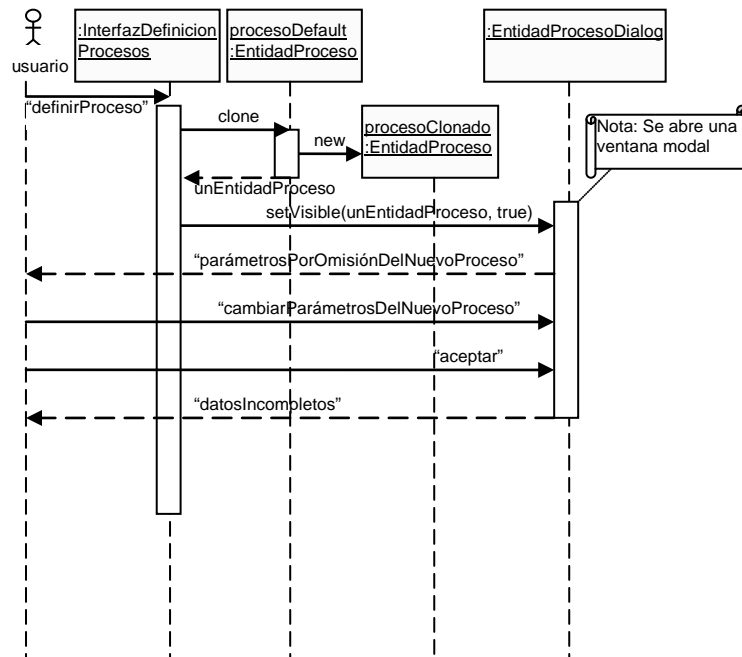 :InterfazDefinicion
Procesos
procesoDefault
:EntidadProceso
:EntidadProcesoDialog
usuario
“definirProceso”
clone
new
procesoClonado
:EntidadProceso
Nota: Se abre una
ventana modal
unEntidadProceso
setVisible(unEntidadProceso, true)
“parámetrosPorOmisiónDelNuevoProceso”
“cambiarParámetrosDelNuevoProceso”
“aceptar”
“datosIncompletos”